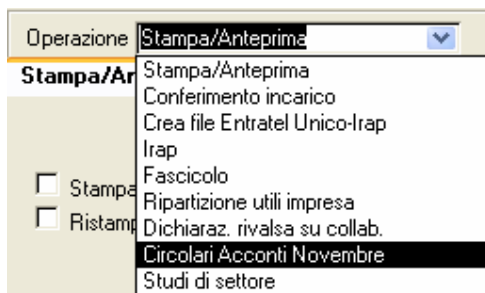 Operazione Stampa/Anteprima
Stampa/Ar
Stampa/Anteprima
Conferimento incarico
Crea file Entratel Unico-Irap
Irap
Fascicolo
Ripartizione utili impresa
Stampa
Dichiaraz. rivalsa su collab.
Ristamp
Circolari Acconti Novembre
Studi di settore